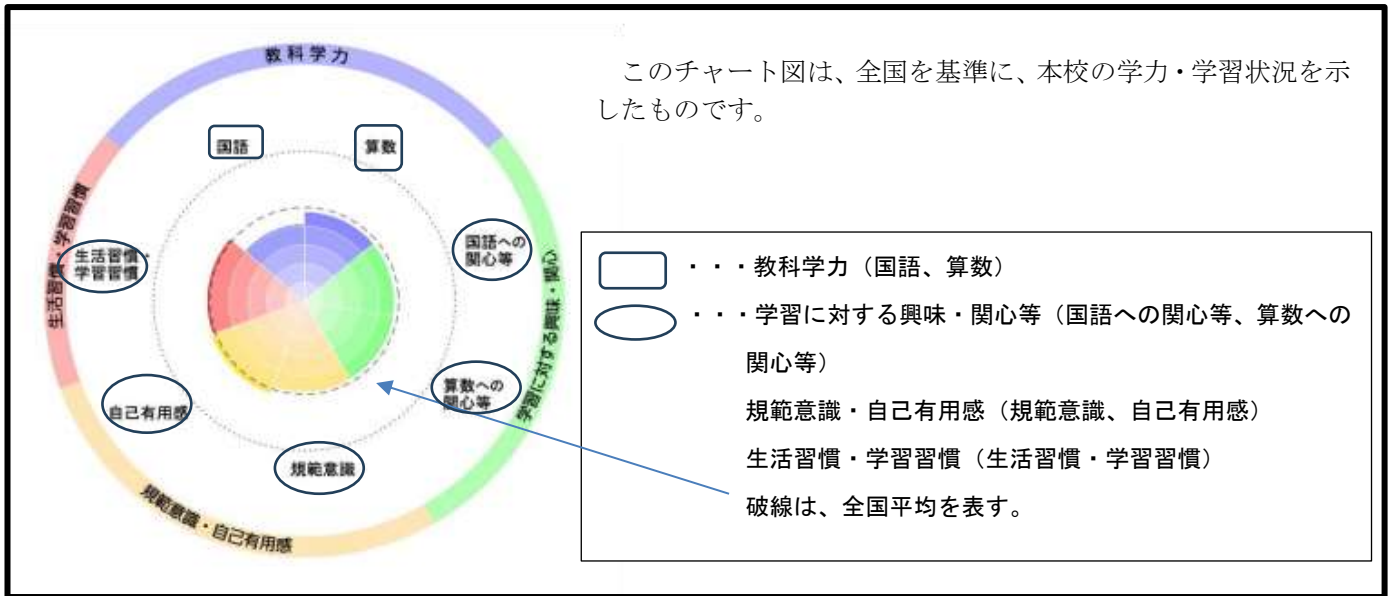 教科学力
国語
算数
国語への
関心等
算数への
関心等
規範意識
自己有用感
生活習慣・
学習習慣
生活習慣・学習習慣
学習に対する興味・関心
規範意識・自己有用感
このチャート図は、全国を基準に、本校の学力・学習状況を示
したものです。
・・・教科学力（国語、算数）
・・・学習に対する興味・関心等（国語への関心等、算数への
関心等）
規範意識・自己有用感（規範意識、自己有用感）
生活習慣・学習習慣（生活習慣・学習習慣）
破線は、全国平均を表す。